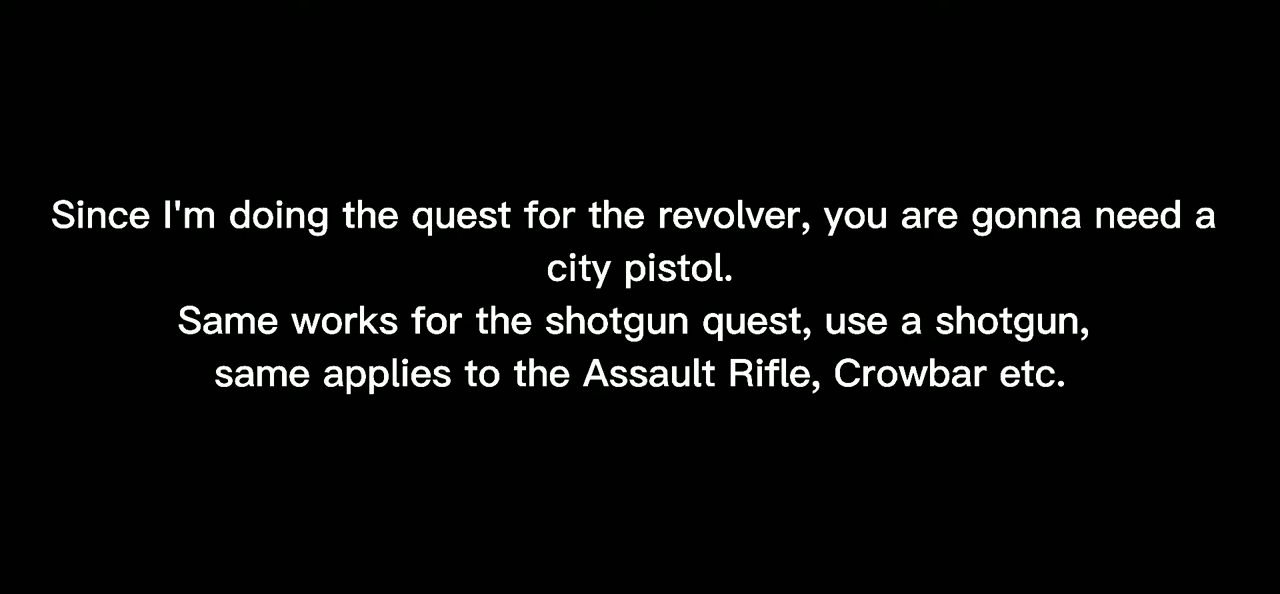 Since I'm doing the quest for the revolver, you are gonna need a
city pistol.
Same works for the shotgun quest, use a shotgun,
same applies to the Assault Rifle, Crowbar etc.